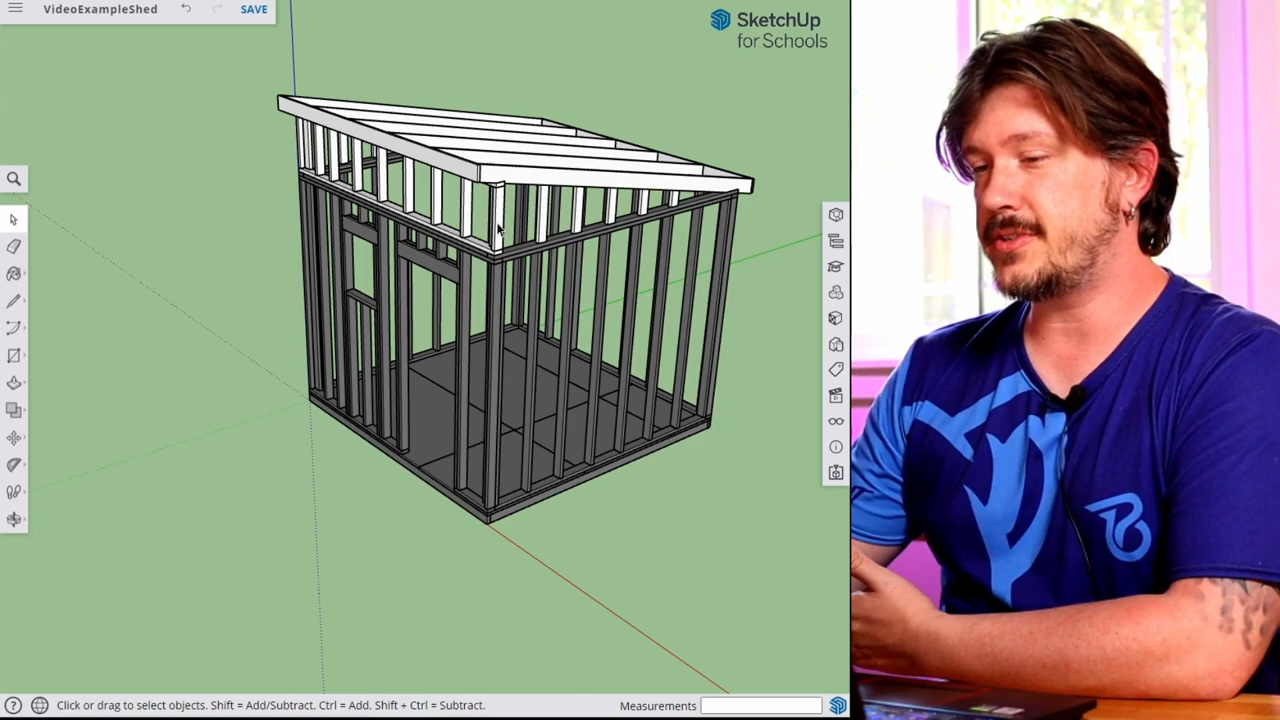 VideoExampleShed
SAVE
SketchUp
for Schools
Click or drag to select objects. Shift = Add/Subtract. Ctrl = Add. Shift + Ctrl = Subtract.
Measurements